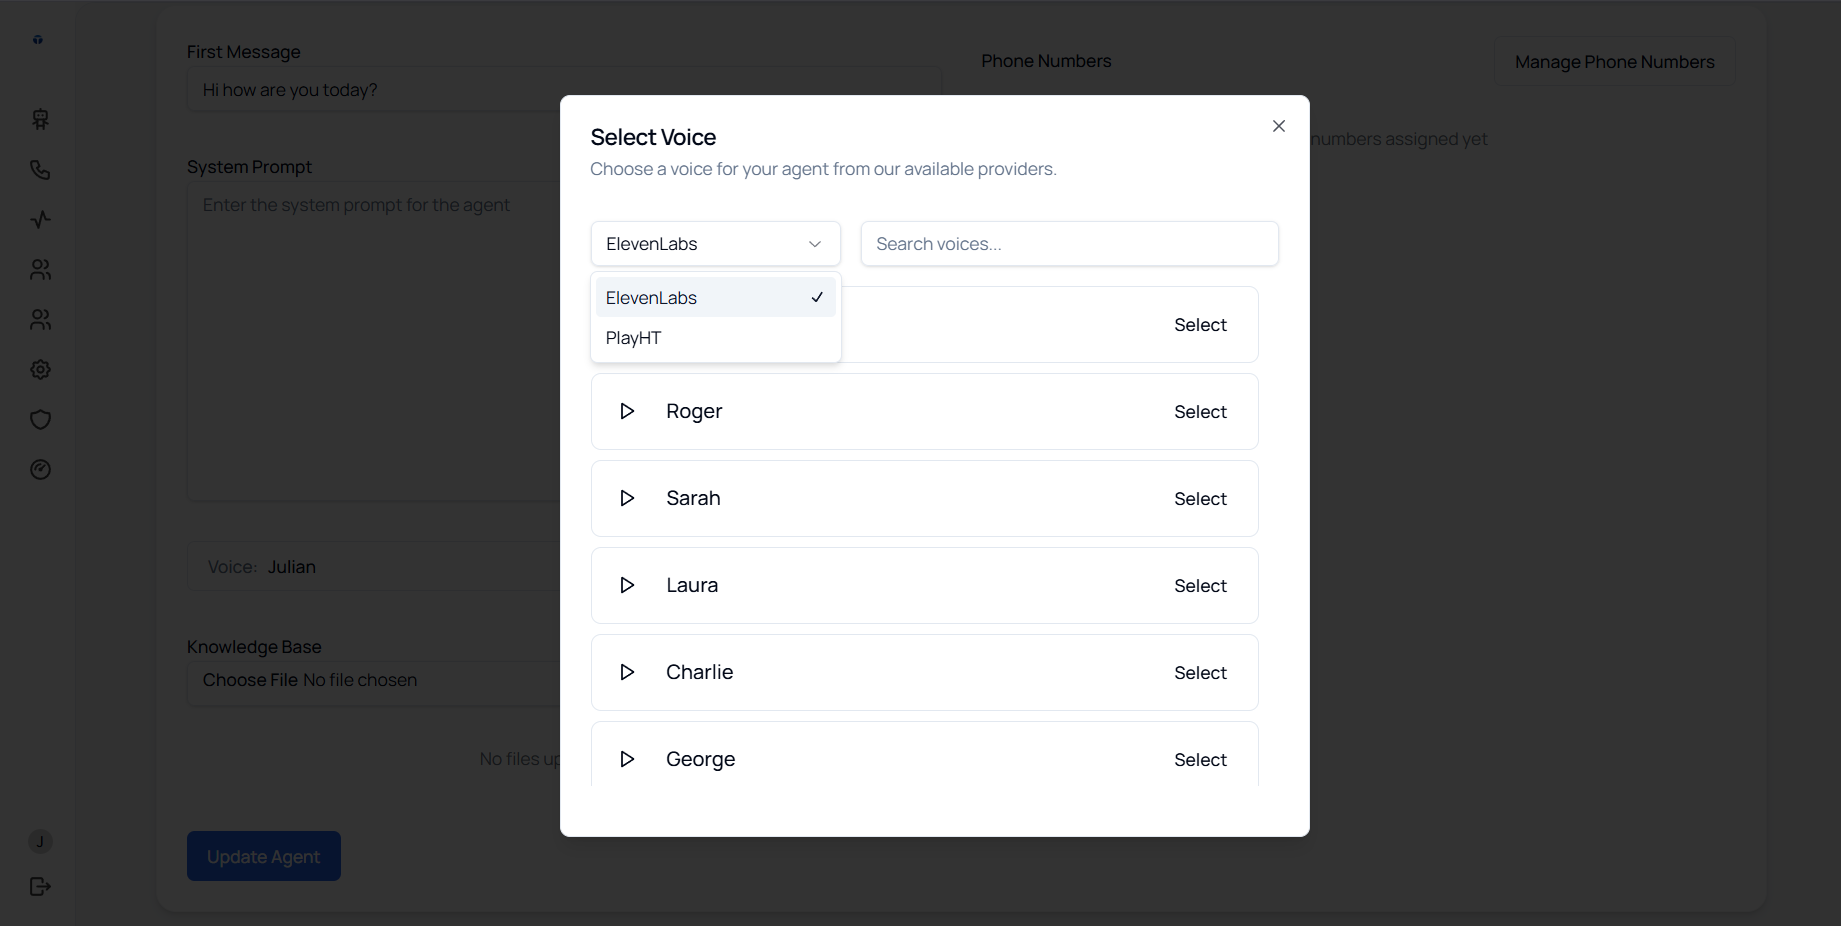 First Message
Hi how are you today?
Phone Numbers
Manage Phone Numbers
numbers assigned yet
System Prompt
Enter the system prompt for the agent
Voice: Julian
Knowledge Base
Choose File No file chosen
No files up
Update Agent
J
Select Voice
Choose a voice for your agent from our available providers.
ElevenLabs
Search voices...
ElevenLabs
PlayHT
Select
Roger
Select
Sarah
Select
Laura
Select
Charlie
Select
George
Select